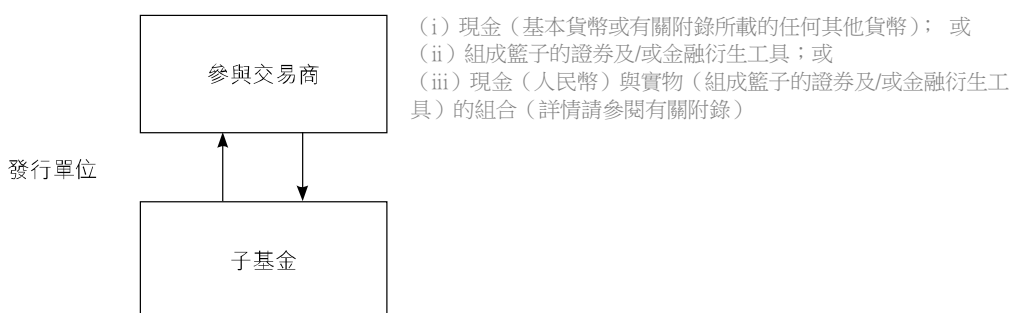 （i）現金（基本貨幣或有關附錄所載的任何其他貨幣）； 或
（ii）組成籃子的證券及/或金融衍生工具；或
（iii）現金（人民幣）與實物（組成籃子的證券及/或金融衍生工
具）的組合（詳情請參閱有關附錄）
參與交易商
發行單位
子基金